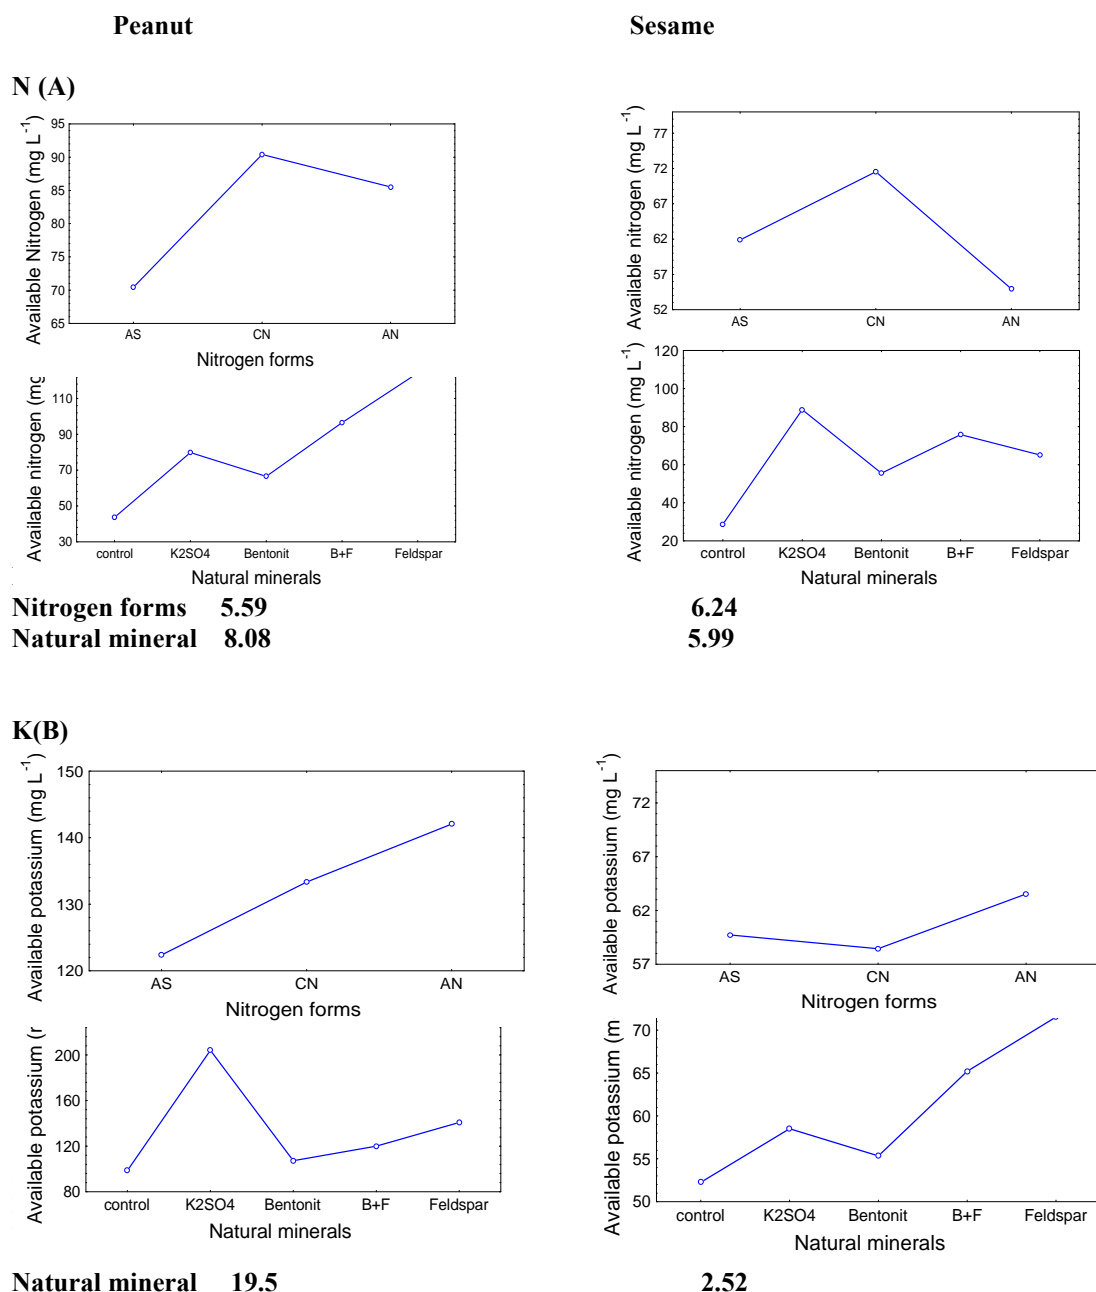 Peanut Sesame
N (A)
Available Nitrogen (mg L-1)
95
90
85
80
75
70
65
AS CN AN
Nitrogen forms
Available nitrogen (mg L-1)
77
72
67
62
57
52
AS CN AN
Available nitrogen (mg
110
90
70
50
30
control K2SO4 Bentonit B+F Feldspar
Natural minerals
Available nitrogen (mg L-1)
120
100
80
60
40
20
control K2SO4 Bentonit B+F Feldspar
Natural minerals
Nitrogen forms 5.59 6.24
Natural mineral 8.08 5.99
K(B)
Available potassium (mg L-1)
150
140
130
120
AS CN AN
Nitrogen forms
Available potassium (mg L-1)
72
67
62
57
AS CN AN
Nitrogen forms
Available potassium (
200
160
120
80
control K2SO4 Bentonit B+F Feldspar
Natural minerals
Available potassium (m
70
65
60
55
50
control K2SO4 Bentonit B+F Feldspar
Natural minerals
Natural mineral 19.5 2.52